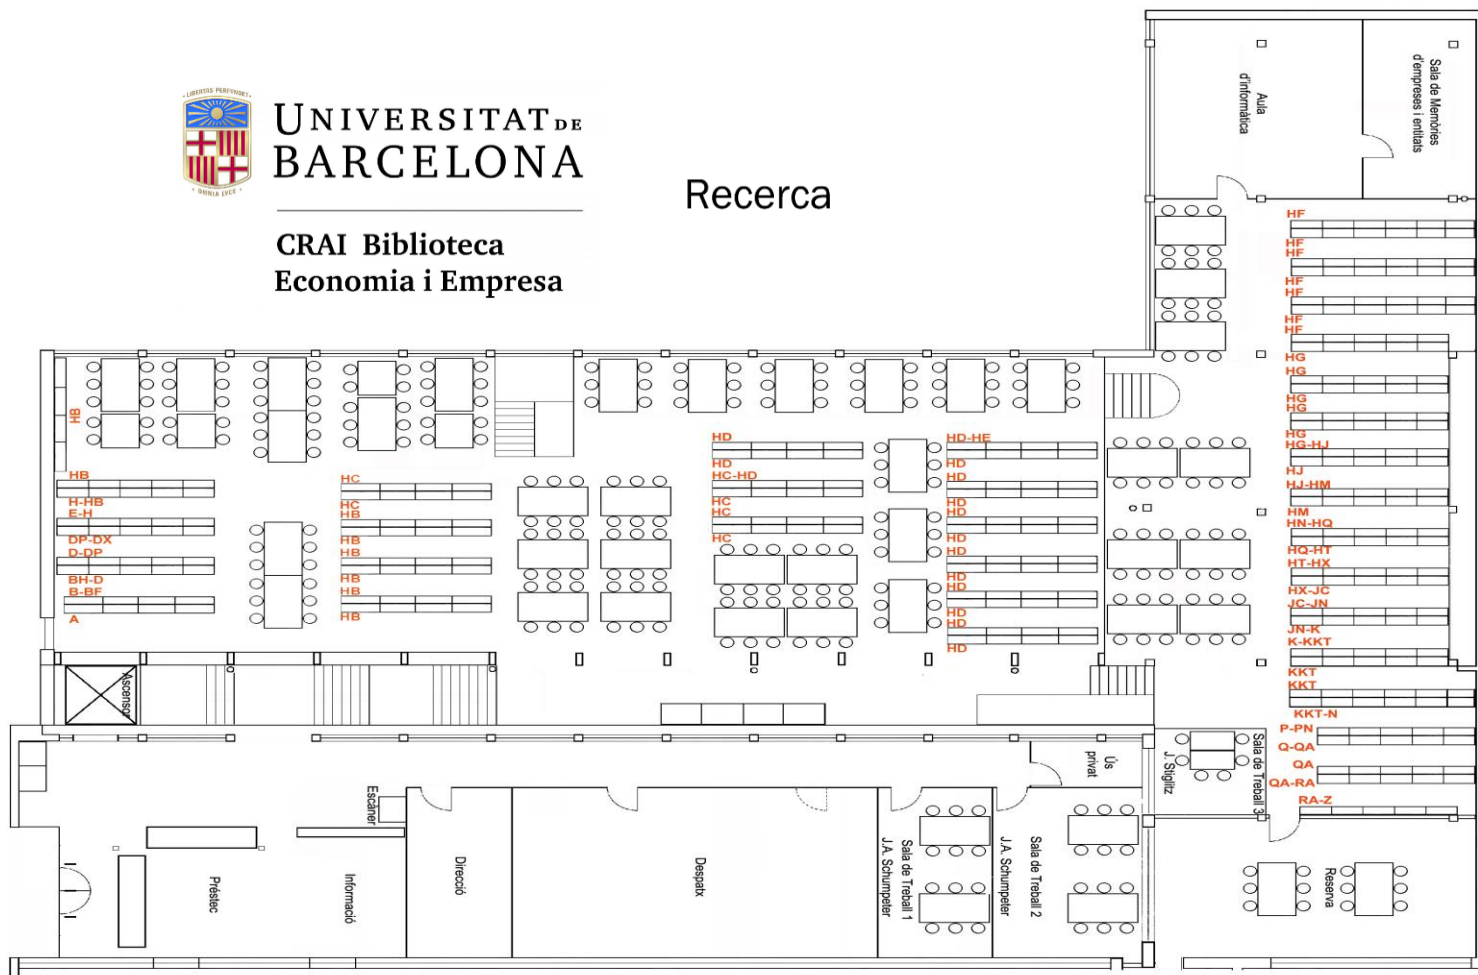 · LIBERTAS PERFUNDET ·
· OMNIA LUCE ·
UNIVERSITAT DE
BARCELONA
CRAI Biblioteca
Economia i Empresa
Recerca
Aula
d'informàtica
Sala de Memòries
d'empreses i entitats
HB
HB
H-HB
E-H
DP-DX
D-DP
BH-D
B-BF
A
HC
HC
HB
HB
HB
HB
HB
HB
HD
HD
HC-HD
HC
HC
HC
HD-HE
HD
HD
HD
HD
HD
HD
HD
HD
HD
HD
HD
HF
HF
HF
HF
HF
HF
HF
HG
HG
HG
HG
HG
HG-HJ
HJ
HJ-HM
HM
HN-HQ
HQ-HT
HT-HX
HX-JC
JC-JN
JN-K
K-KKT
KKT
KKT
KKT-N
P-PN
Q-QA
QA
QA-RA
RA-Z
Ascensor
Escàner
Préstec
Informació
Direcció
Despatx
Sala de Treball 1
J.A. Schumpeter
Sala de Treball 2
J.A. Schumpeter
Ús
privat
Sala de Treball 3
J. Stiglitz
Reserva